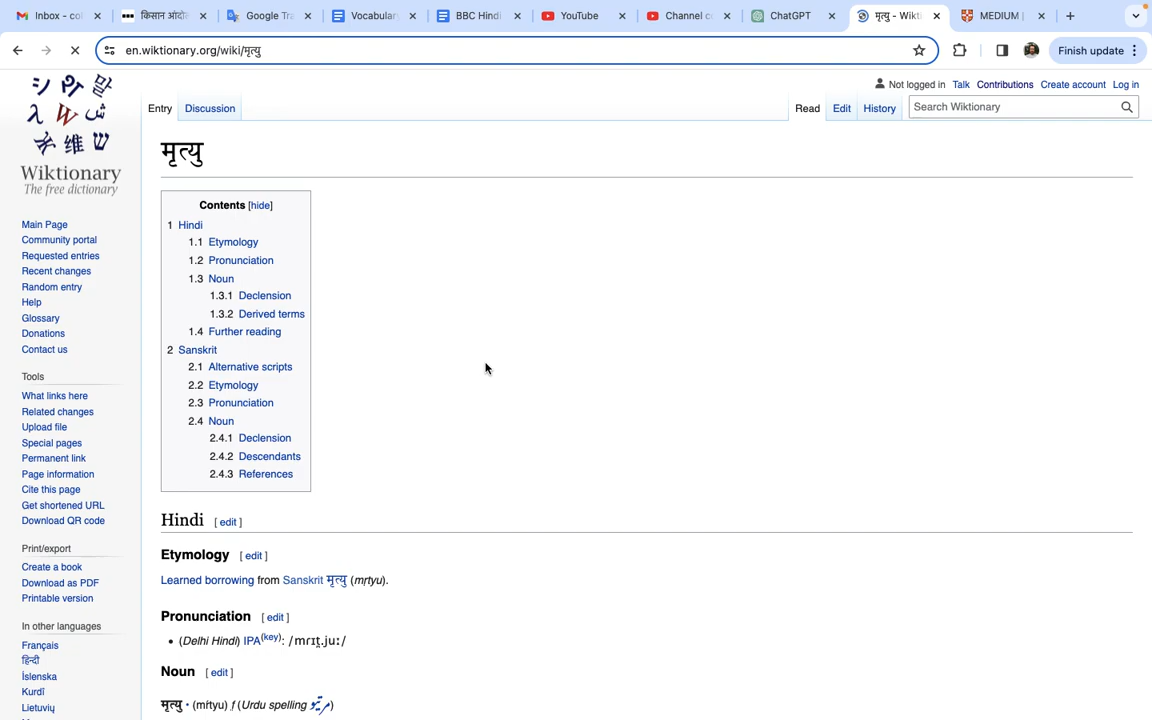 Inbox - co
किसान आंदो
Google Tra
Vocabular
BBC Hindi
YouTube
Channel c
ChatGPT
मृत्यु - Wikt
MEDIUM |
en.wiktionary.org/wiki/मृत्यु
Finish update
Not logged in Talk Contributions Create account Log in
Entry Discussion
Read Edit History
Search Wiktionary
Wiktionary
The free dictionary
Main Page
Community portal
Requested entries
Recent changes
Random entry
Help
Glossary
Donations
Contact us
Tools
What links here
Related changes
Upload file
Special pages
Permanent link
Page information
Cite this page
Get shortened URL
Download QR code
Print/export
Create a book
Download as PDF
Printable version
In other languages
Français
हिन्दी
Íslenska
Kurdî
Lietuvių
मृत्यु
Contents [hide]
1 Hindi
1.1 Etymology
1.2 Pronunciation
1.3 Noun
1.3.1 Declension
1.3.2 Derived terms
1.4 Further reading
2 Sanskrit
2.1 Alternative scripts
2.2 Etymology
2.3 Pronunciation
2.4 Noun
2.4.1 Declension
2.4.2 Descendants
2.4.3 References
Hindi [ edit ]
Etymology [ edit ]
Learned borrowing from Sanskrit मृत्यु (mṛtyu).
Pronunciation [ edit ]
• (Delhi Hindi) IPA(key): /mɾɪt̪.juː/
Noun [ edit ]
मृत्यु • (mŕtyu) f (Urdu spelling